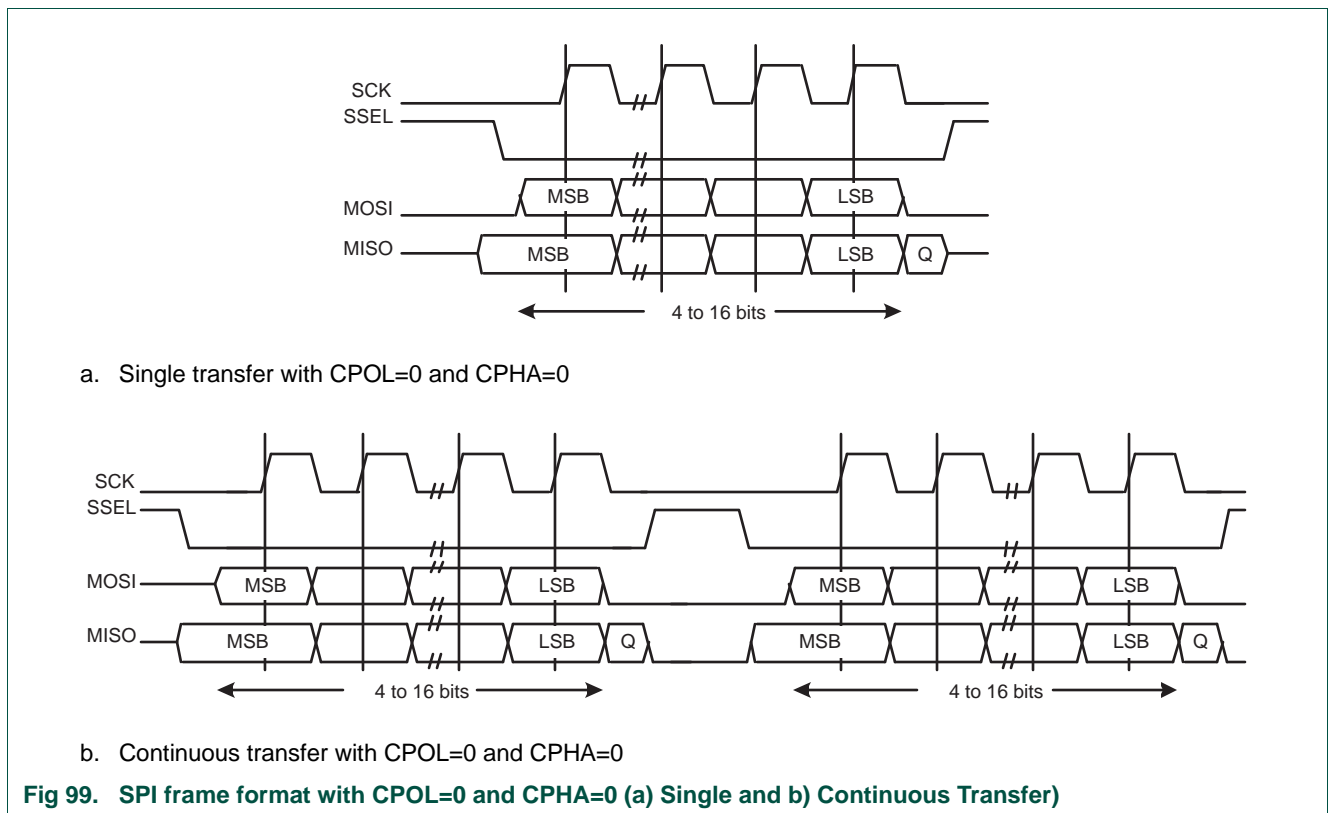 SCK
SSEL
MOSI MSB LSB
MISO MSB LSB Q
4 to 16 bits
a. Single transfer with CPOL=0 and CPHA=0
SCK
SSEL
MOSI MSB LSB MSB LSB
MISO MSB LSB Q MSB LSB Q
4 to 16 bits 4 to 16 bits
b. Continuous transfer with CPOL=0 and CPHA=0
Fig 99. SPI frame format with CPOL=0 and CPHA=0 (a) Single and b) Continuous Transfer)